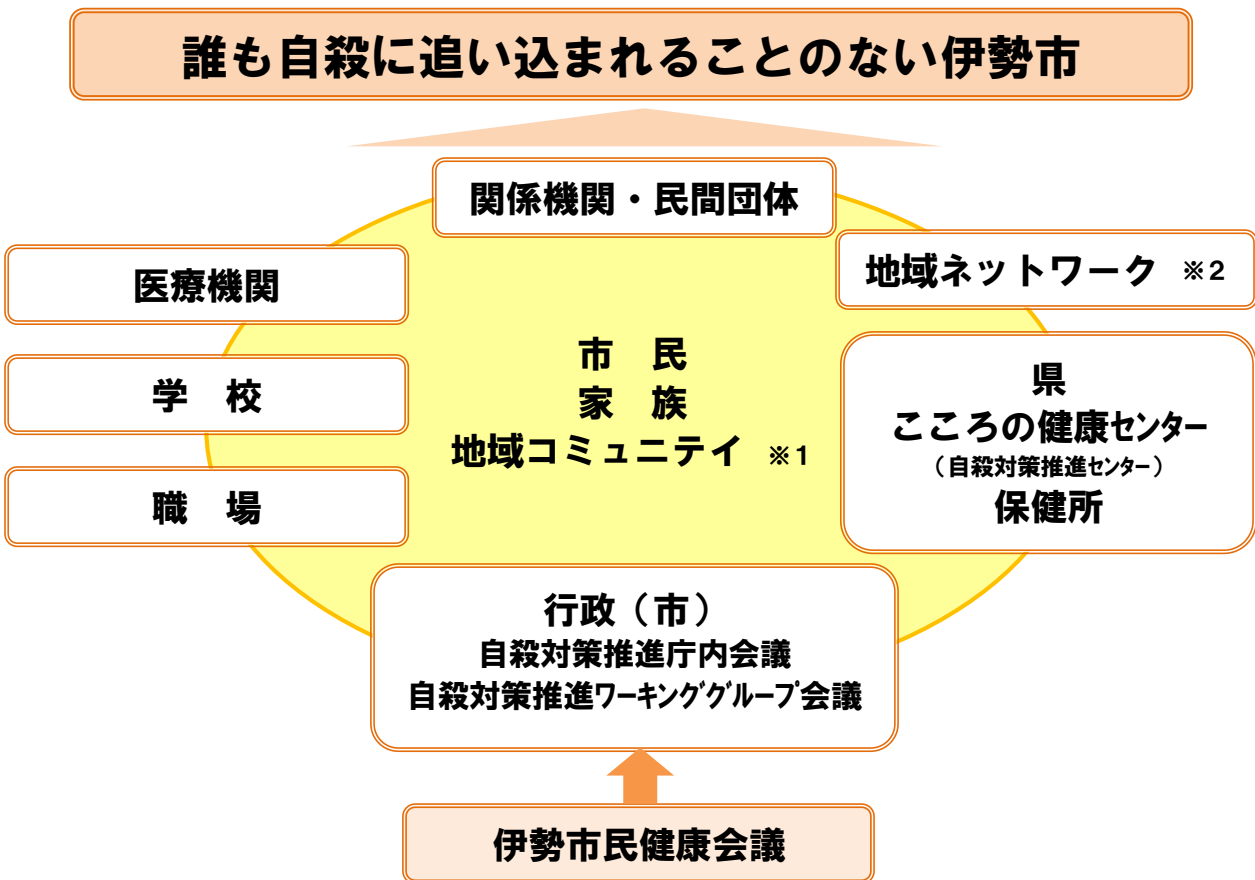 誰も自殺に追い込まれることのない伊勢市
関係機関・民間団体
医療機関
地域ネットワーク ※2
学 校
職 場
市 民
家 族
地域コミュニテイ ※1
県
こころの健康センター
(自殺対策推進センター)
保健所
行政(市)
自殺対策推進庁内会議
自殺対策推進ワーキンググループ会議
伊勢市民健康会議